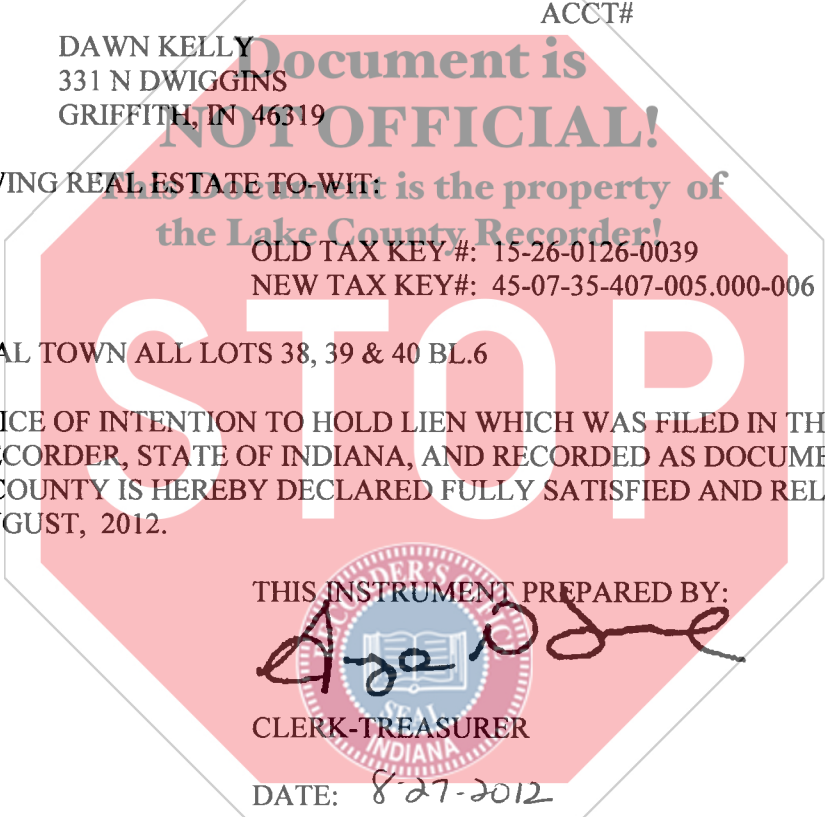 ACCT#
DAWN KELLY
331 N DWIGGINS
GRIFFITH, IN 46319
Document is
NOT OFFICIAL!
This Document is the property of
the Lake County Recorder!
VING REAL ESTATE TO-WIT:
OLD TAX KEY #: 15-26-0126-0039
NEW TAX KEY#: 45-07-35-407-005.000-006
STOP
AL TOWN ALL LOTS 38, 39 & 40 BL.6
ICE OF INTENTION TO HOLD LIEN WHICH WAS FILED IN TH
ECORDER, STATE OF INDIANA, AND RECORDED AS DOCUME
COUNTY IS HEREBY DECLARED FULLY SATISFIED AND REL
GUST, 2012.
THIS INSTRUMENT PREPARED BY:
RECORDER'S OFFICE
SEAL
INDIANA
CLERK-TREASURER
DATE: 8-27-2012